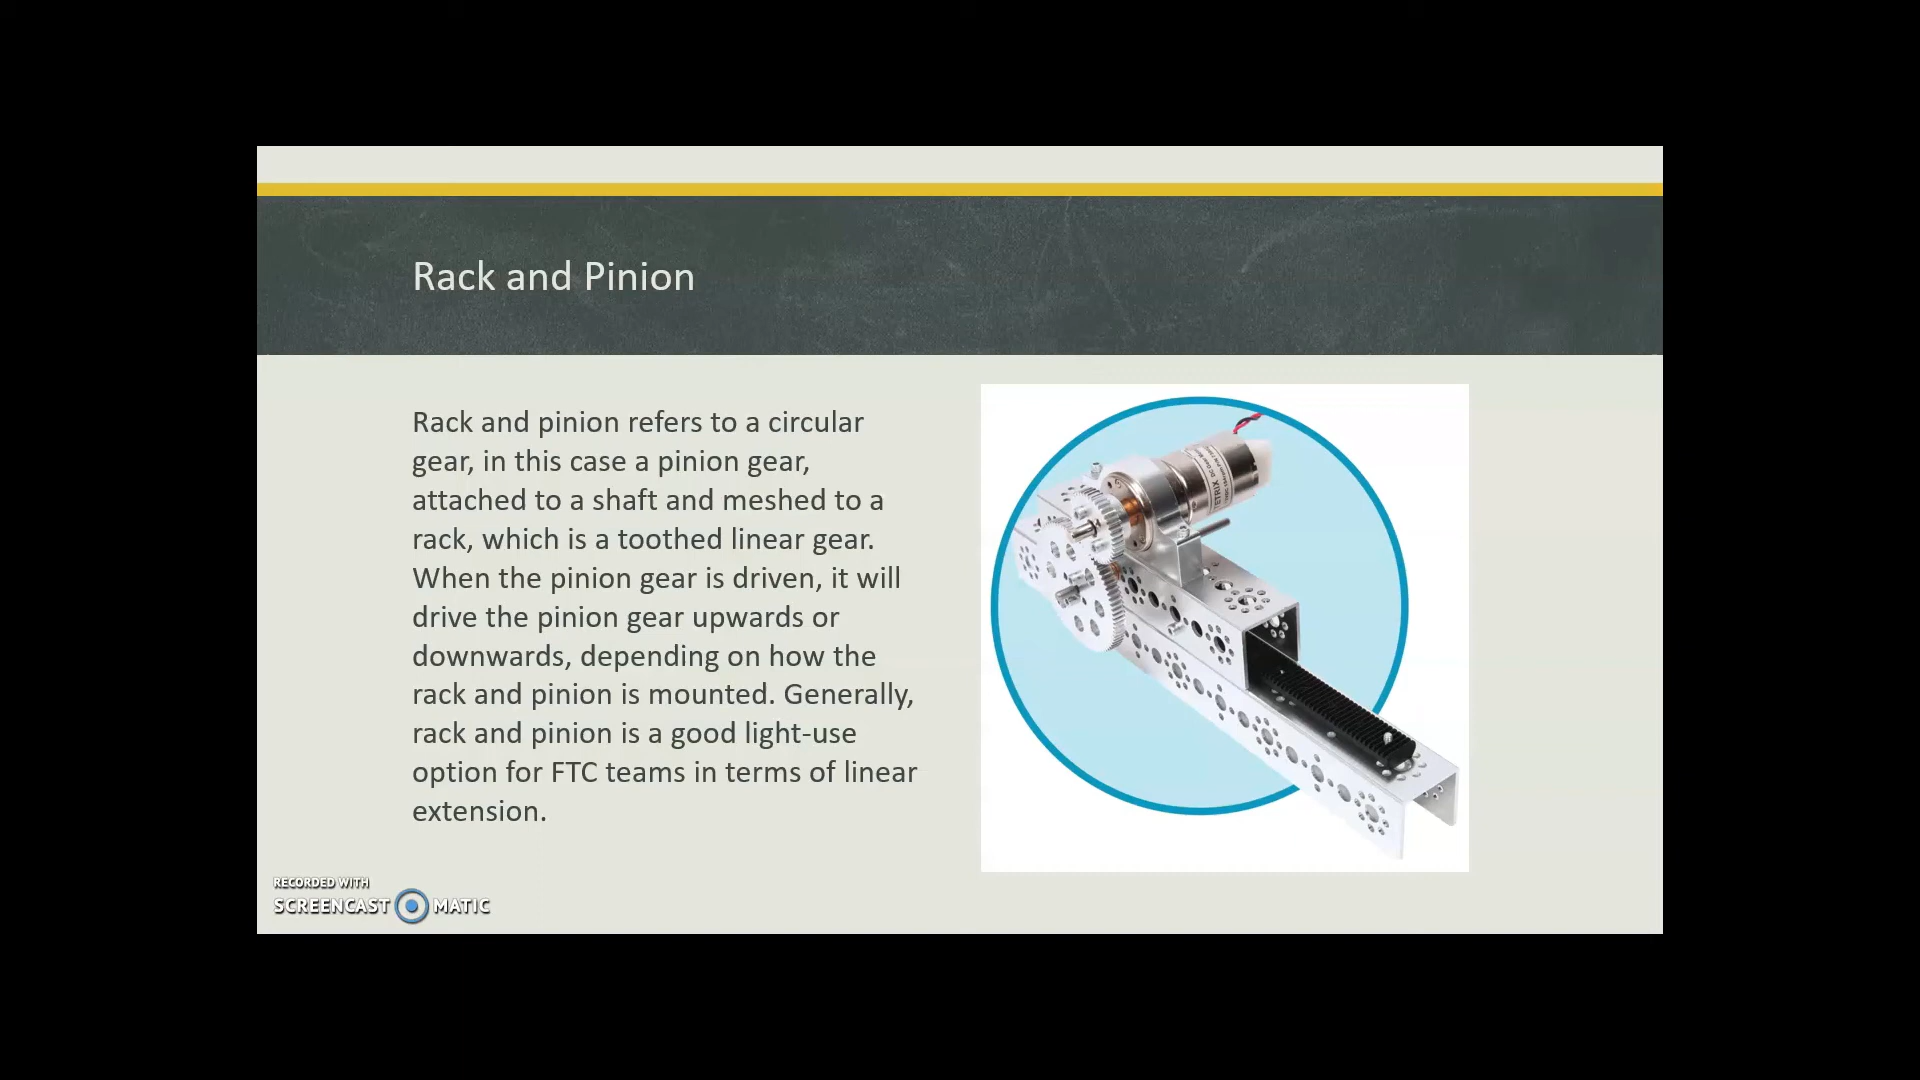 Rack and Pinion
Rack and pinion refers to a circular
gear, in this case a pinion gear,
attached to a shaft and meshed to a
rack, which is a toothed linear gear.
When the pinion gear is driven, it will
drive the pinion gear upwards or
downwards, depending on how the
rack and pinion is mounted. Generally,
rack and pinion is a good light-use
option for FTC teams in terms of linear
extension.
TETRIX
RECORDED WITH
SCREENCAST MATIC